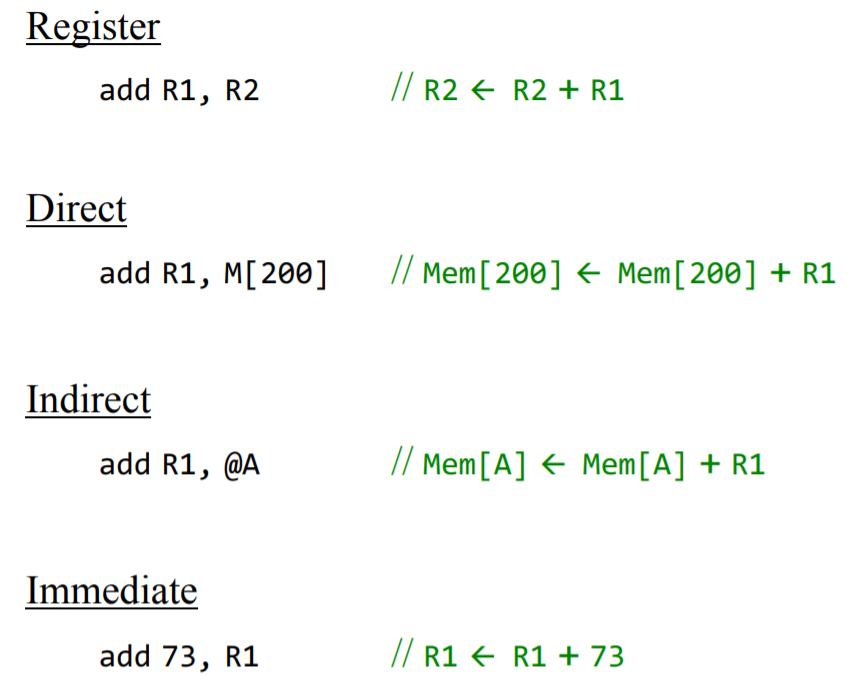 Register
add R1, R2 // R2 ← R2 + R1
Direct
add R1, M[200] // Mem[200] ← Mem[200] + R1
Indirect
add R1, @A // Mem[A] ← Mem[A] + R1
Immediate
add 73, R1 // R1 ← R1 + 73